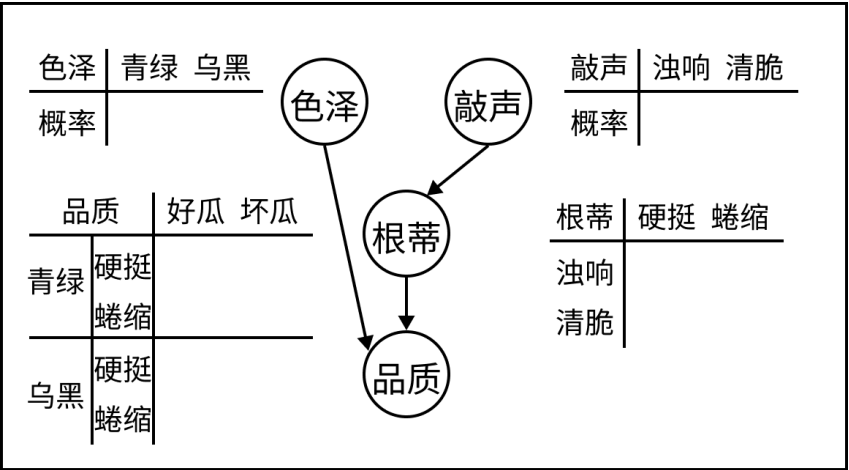 色泽 青绿 乌黑
概率
色泽
敲声
敲声 浊响 清脆
概率
品质 好瓜 坏瓜
青绿 硬挺
蜷缩
乌黑 硬挺
蜷缩
根蒂
品质
根蒂 硬挺 蜷缩
浊响
清脆